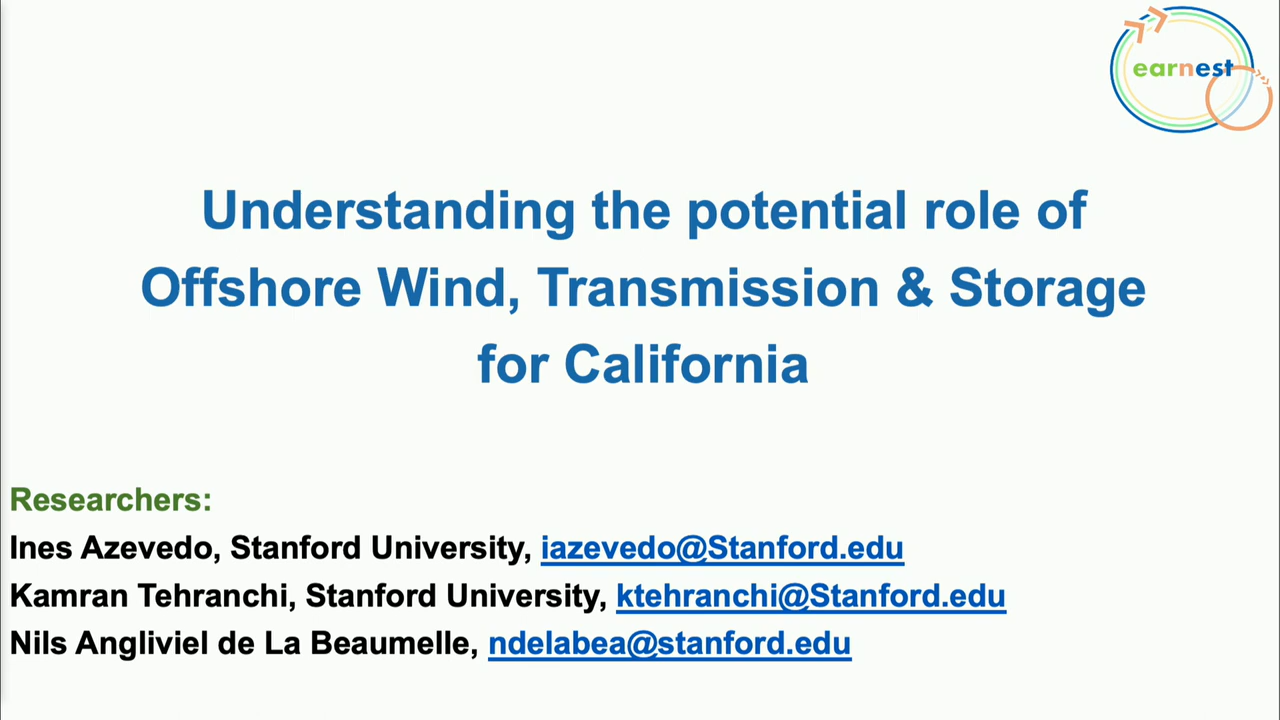 earnest
Understanding the potential role of
Offshore Wind, Transmission & Storage
for California
Researchers:
Ines Azevedo, Stanford University, iazevedo@Stanford.edu
Kamran Tehranchi, Stanford University, ktehranchi@Stanford.edu
Nils Angliviel de La Beaumelle, ndelabea@stanford.edu